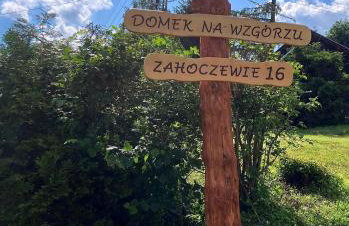 DOMEK NA WZGÓRZU
ZAHOCZEWIE 16